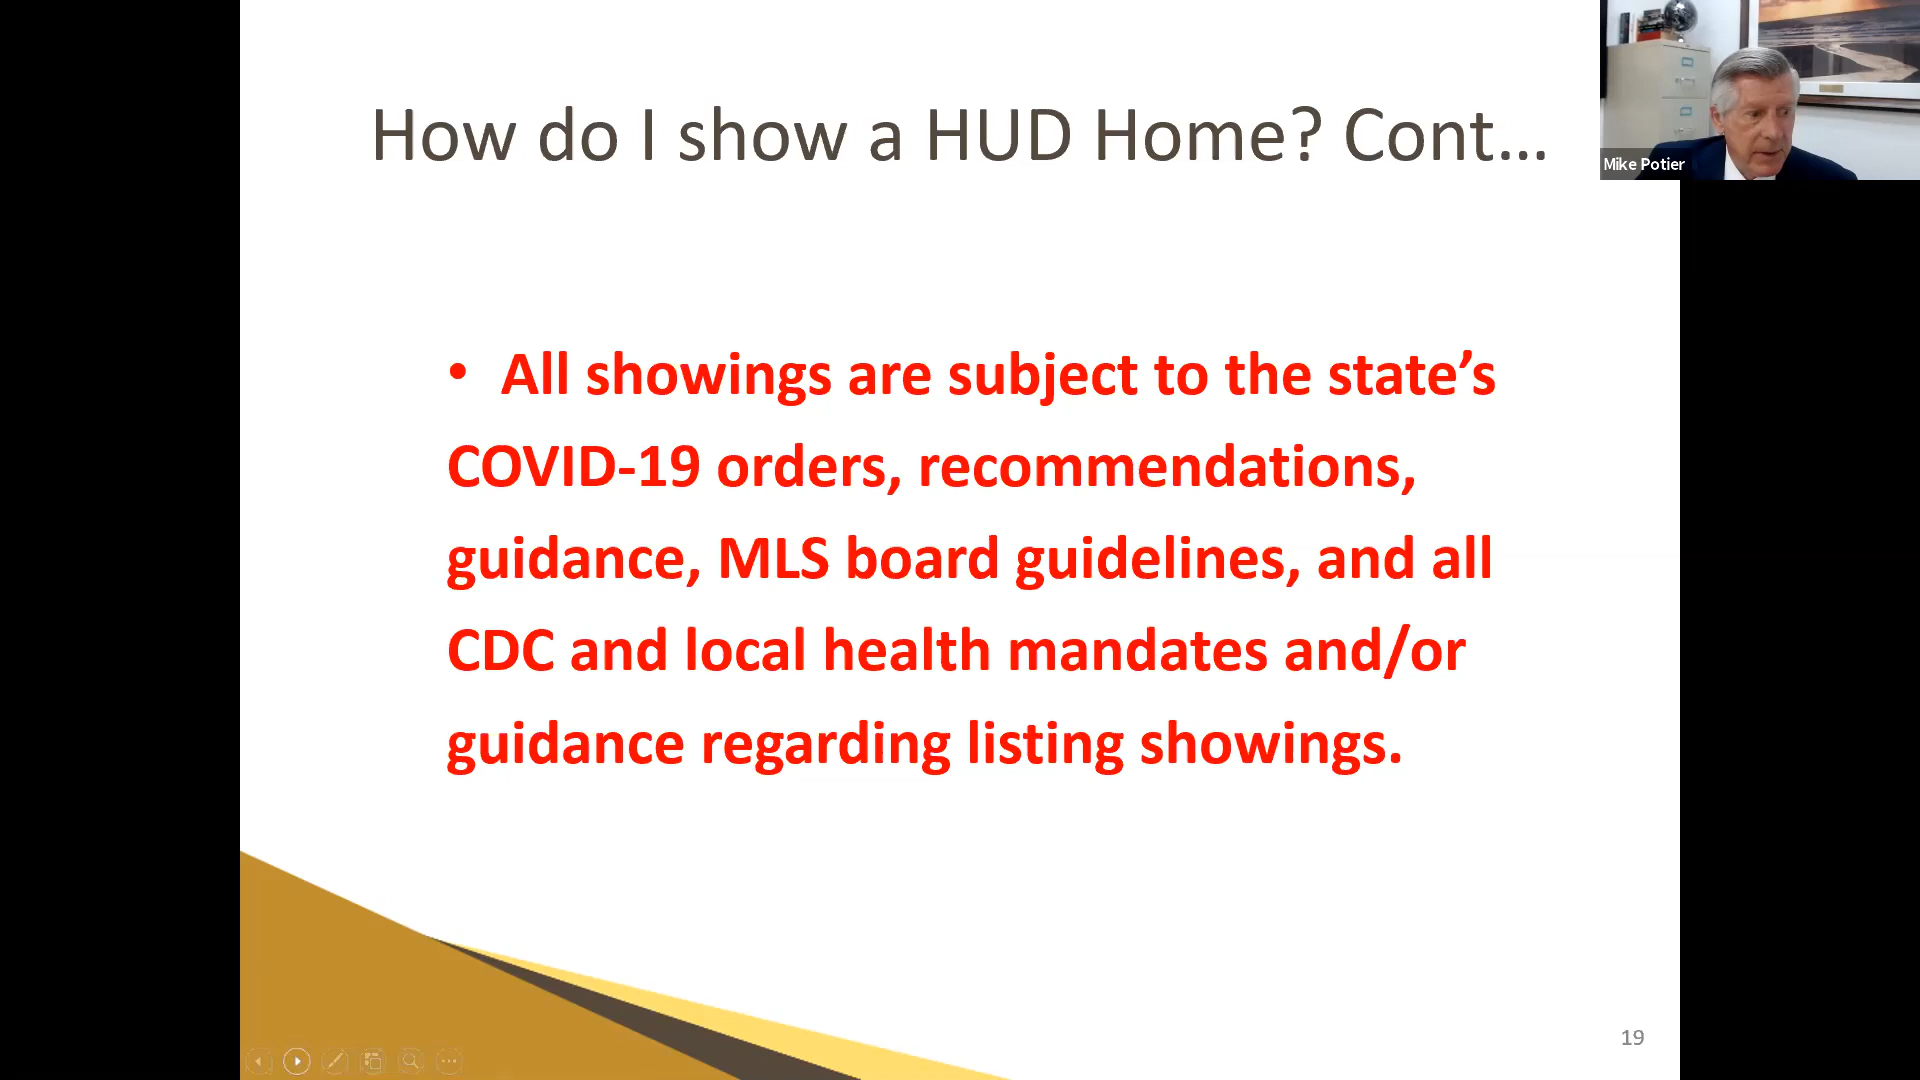 How do I show a HUD Home? Cont...
Mike Potier
• All showings are subject to the state’s
COVID-19 orders, recommendations,
guidance, MLS board guidelines, and all
CDC and local health mandates and/or
guidance regarding listing showings.
19